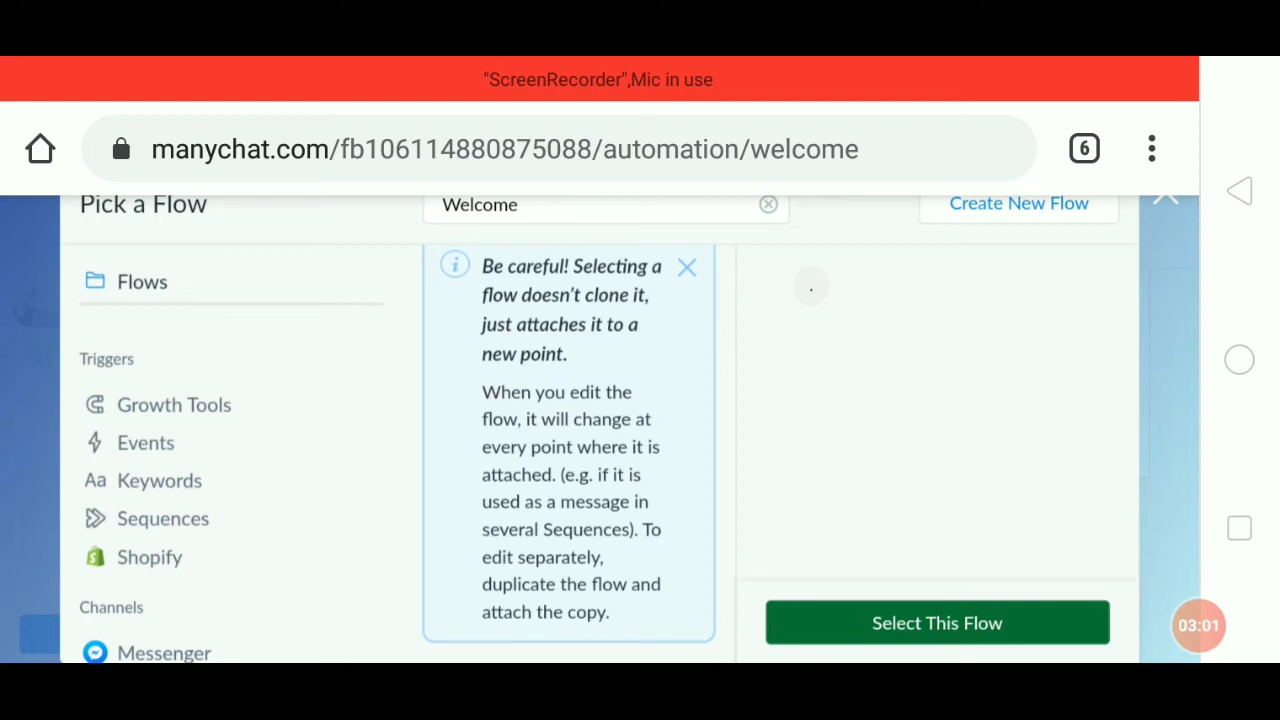 "ScreenRecorder",Mic in use
manychat.com/fb106114880875088/automation/welcome
6
Pick a Flow
Welcome
Create New Flow
Flows
Triggers
Growth Tools
Events
Aa Keywords
Sequences
Shopify
Channels
Messenger
Be careful! Selecting a
flow doesn't clone it,
just attaches it to a
new point.
When you edit the
flow, it will change at
every point where it is
attached. (e.g. if it is
used as a message in
several Sequences). To
edit separately,
duplicate the flow and
attach the copy.
.
Select This Flow
03:01